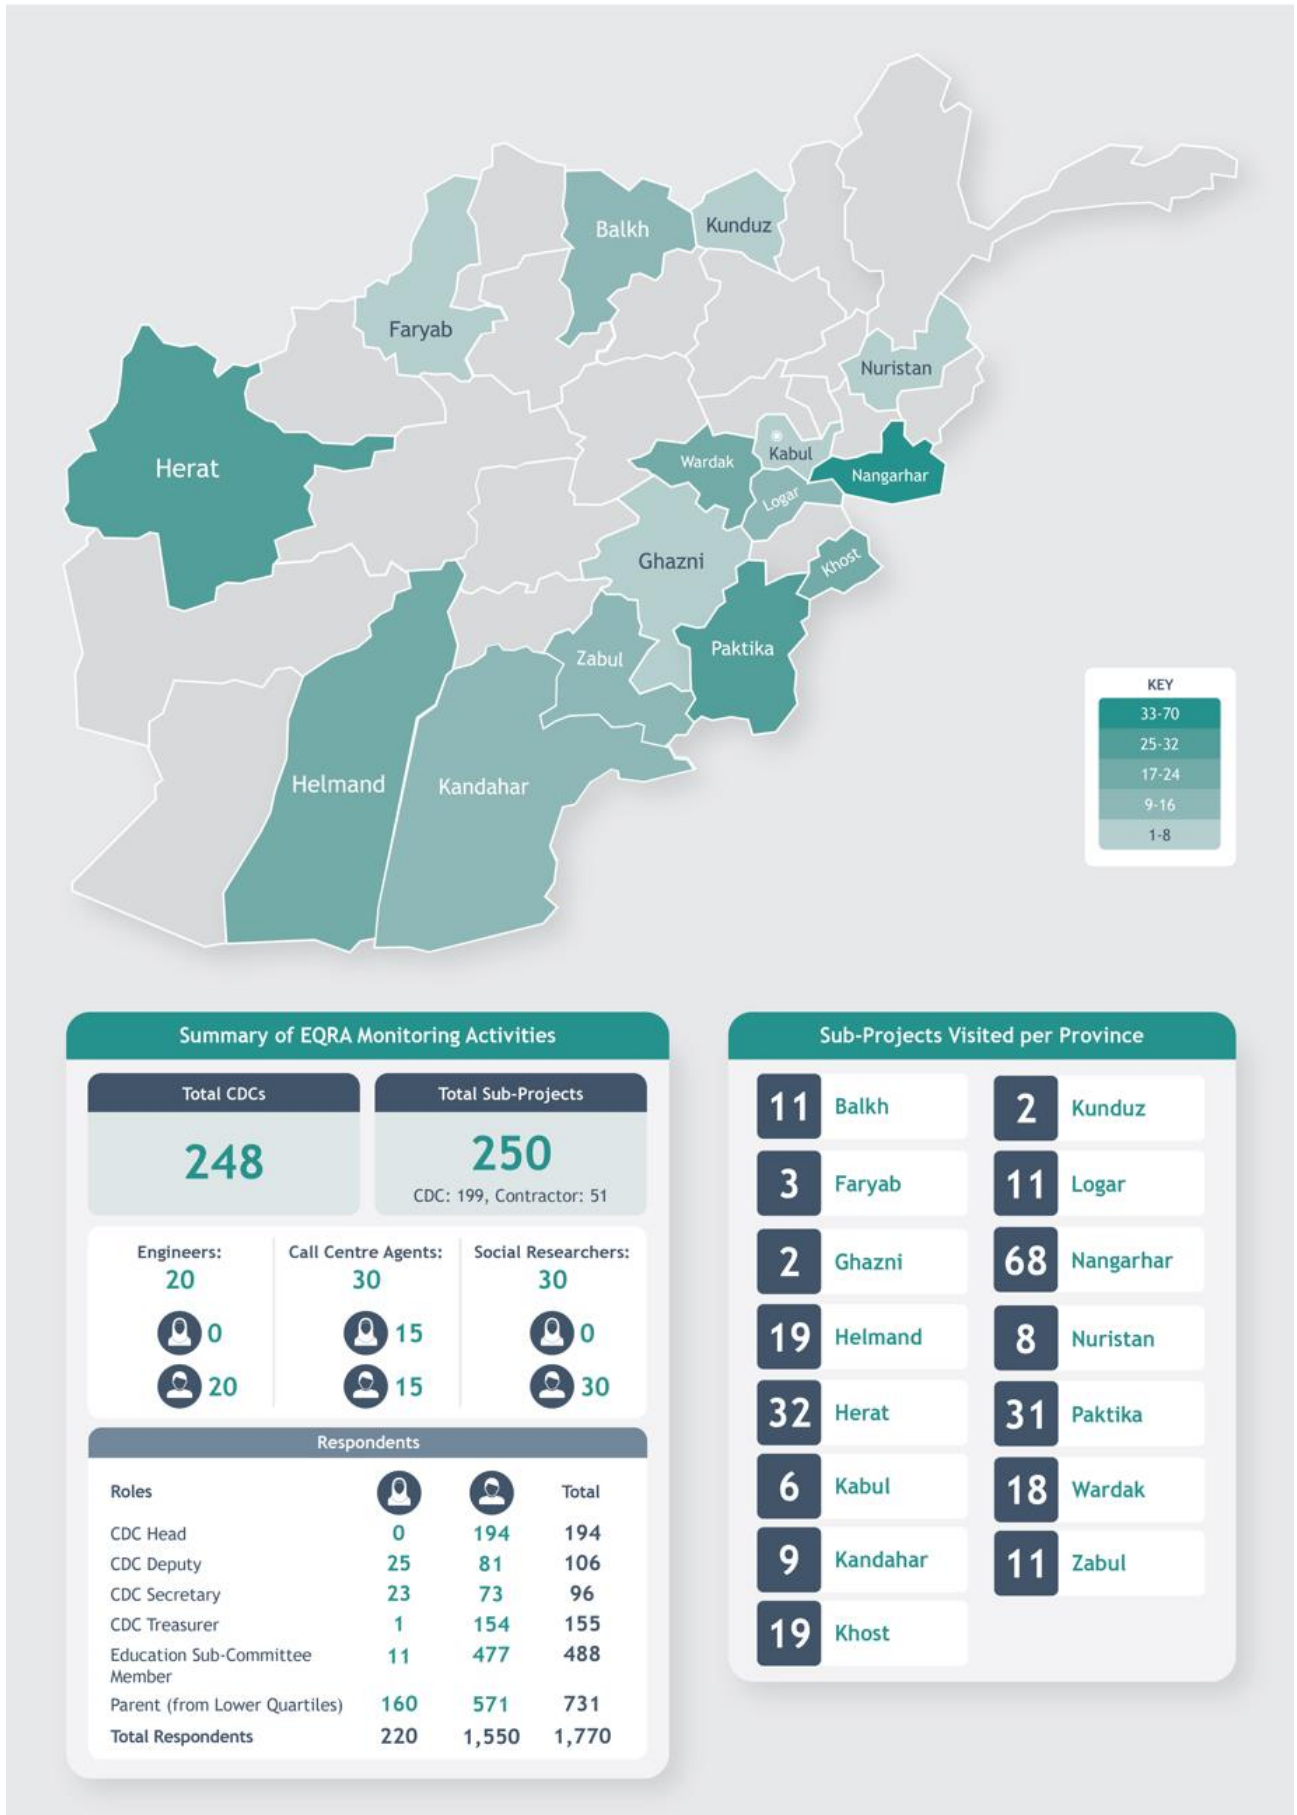 Balkh
Kunduz
Faryab
Nuristan
Herat
Wardak
Kabul
Nangarhar
Logar
Ghazni
Khost
Zabul
Paktika
Helmand
Kandahar
KEY
33-70
25-32
17-24
9-16
1-8
Summary of EQRA Monitoring Activities
Total CDCs
248
Total Sub-Projects
250
CDC: 199, Contractor: 51
Engineers:
20
0
20
Call Centre Agents:
30
15
15
Social Researchers:
30
0
30
Respondents
Roles Total
CDC Head 0 194 194
CDC Deputy 25 81 106
CDC Secretary 23 73 96
CDC Treasurer 1 154 155
Education Sub-Committee 11 477 488
Member
Parent (from Lower Quartiles) 160 571 731
Total Respondents 220 1,550 1,770
Sub-Projects Visited per Province
11 Balkh
3 Faryab
2 Ghazni
19 Helmand
32 Herat
6 Kabul
9 Kandahar
19 Khost
2 Kunduz
11 Logar
68 Nangarhar
8 Nuristan
31 Paktika
18 Wardak
11 Zabul